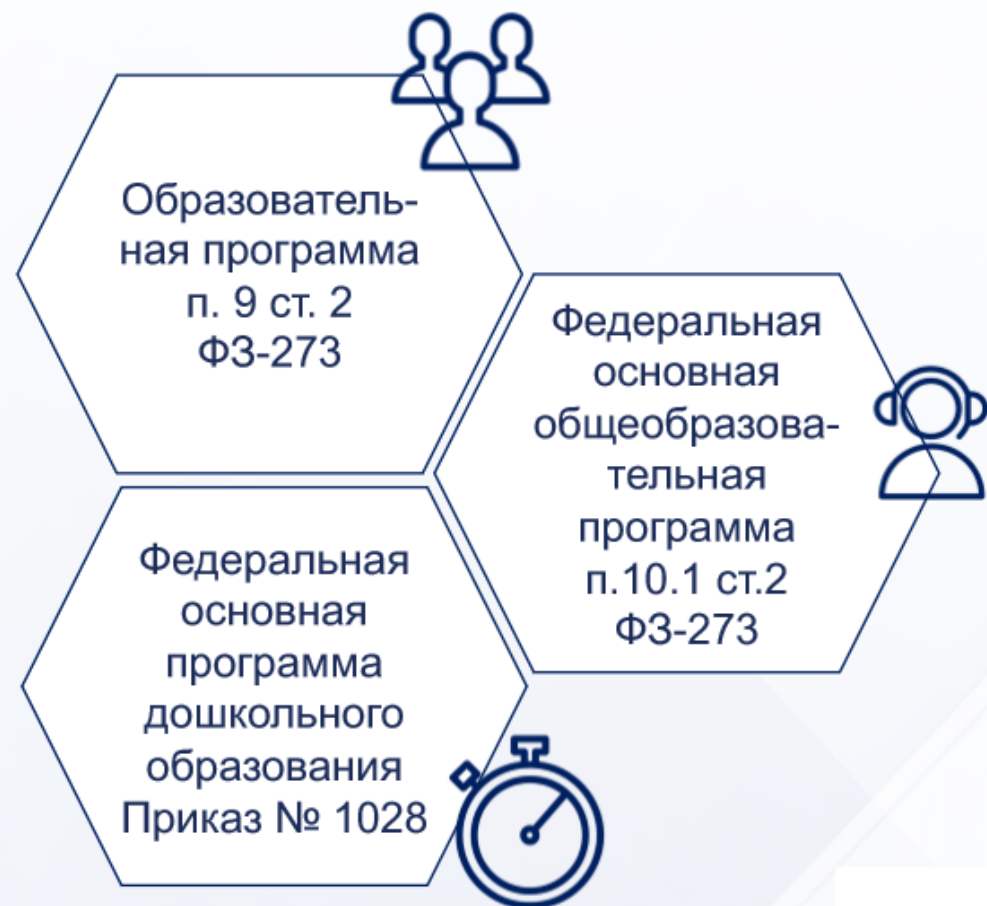 Образователь-
ная программа
п. 9 ст. 2
ФЗ-273
Федеральная
основная
общеобразова-
тельная
программа
п.10.1 ст.2
ФЗ-273
Федеральная
основная
программа
дошкольного
образования
Приказ № 1028